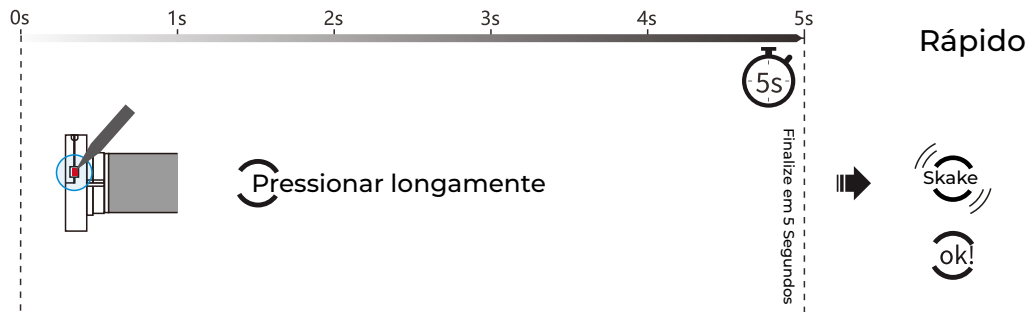 0s 1s 2s 3s 4s 5s
Rápido
5s
Pressionar longamente
Finalize em 5 Segundos
Skake
ok!